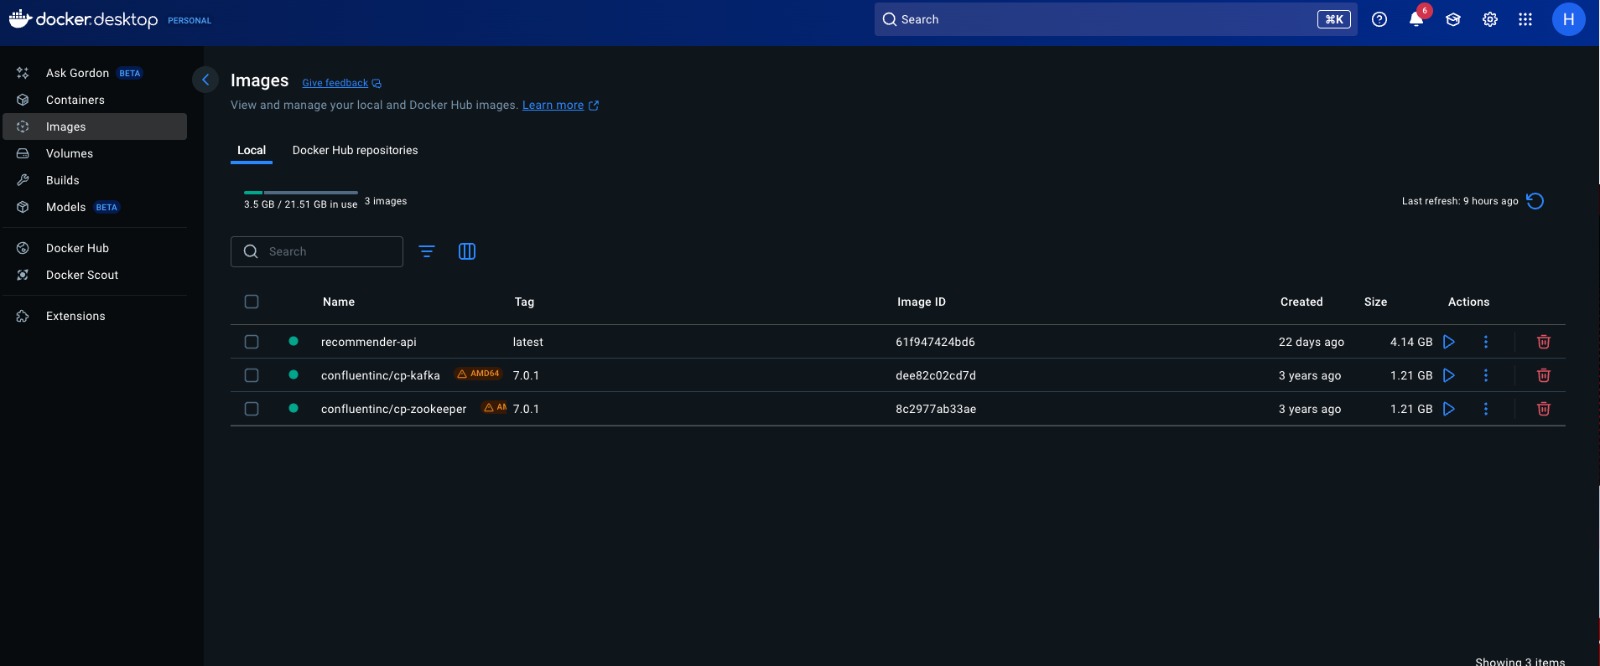 docker.desktop PERSONAL
Search ⌘K 6 H
Ask Gordon BETA
Containers
Images
Volumes
Builds
Models BETA
Docker Hub
Docker Scout
Extensions
Images Give feedback
View and manage your local and Docker Hub images. Learn more
Local Docker Hub repositories
3.5 GB / 21.51 GB in use 3 images
Last refresh: 9 hours ago
Search
Name Tag Image ID Created Size Actions
recommender-api latest 61f947424bd6 22 days ago 4.14 GB
confluentinc/cp-kafka AMD64 7.0.1 dee82c02cd7d 3 years ago 1.21 GB
confluentinc/cp-zookeeper AM 7.0.1 8c2977ab33ae 3 years ago 1.21 GB
Showing 3 items